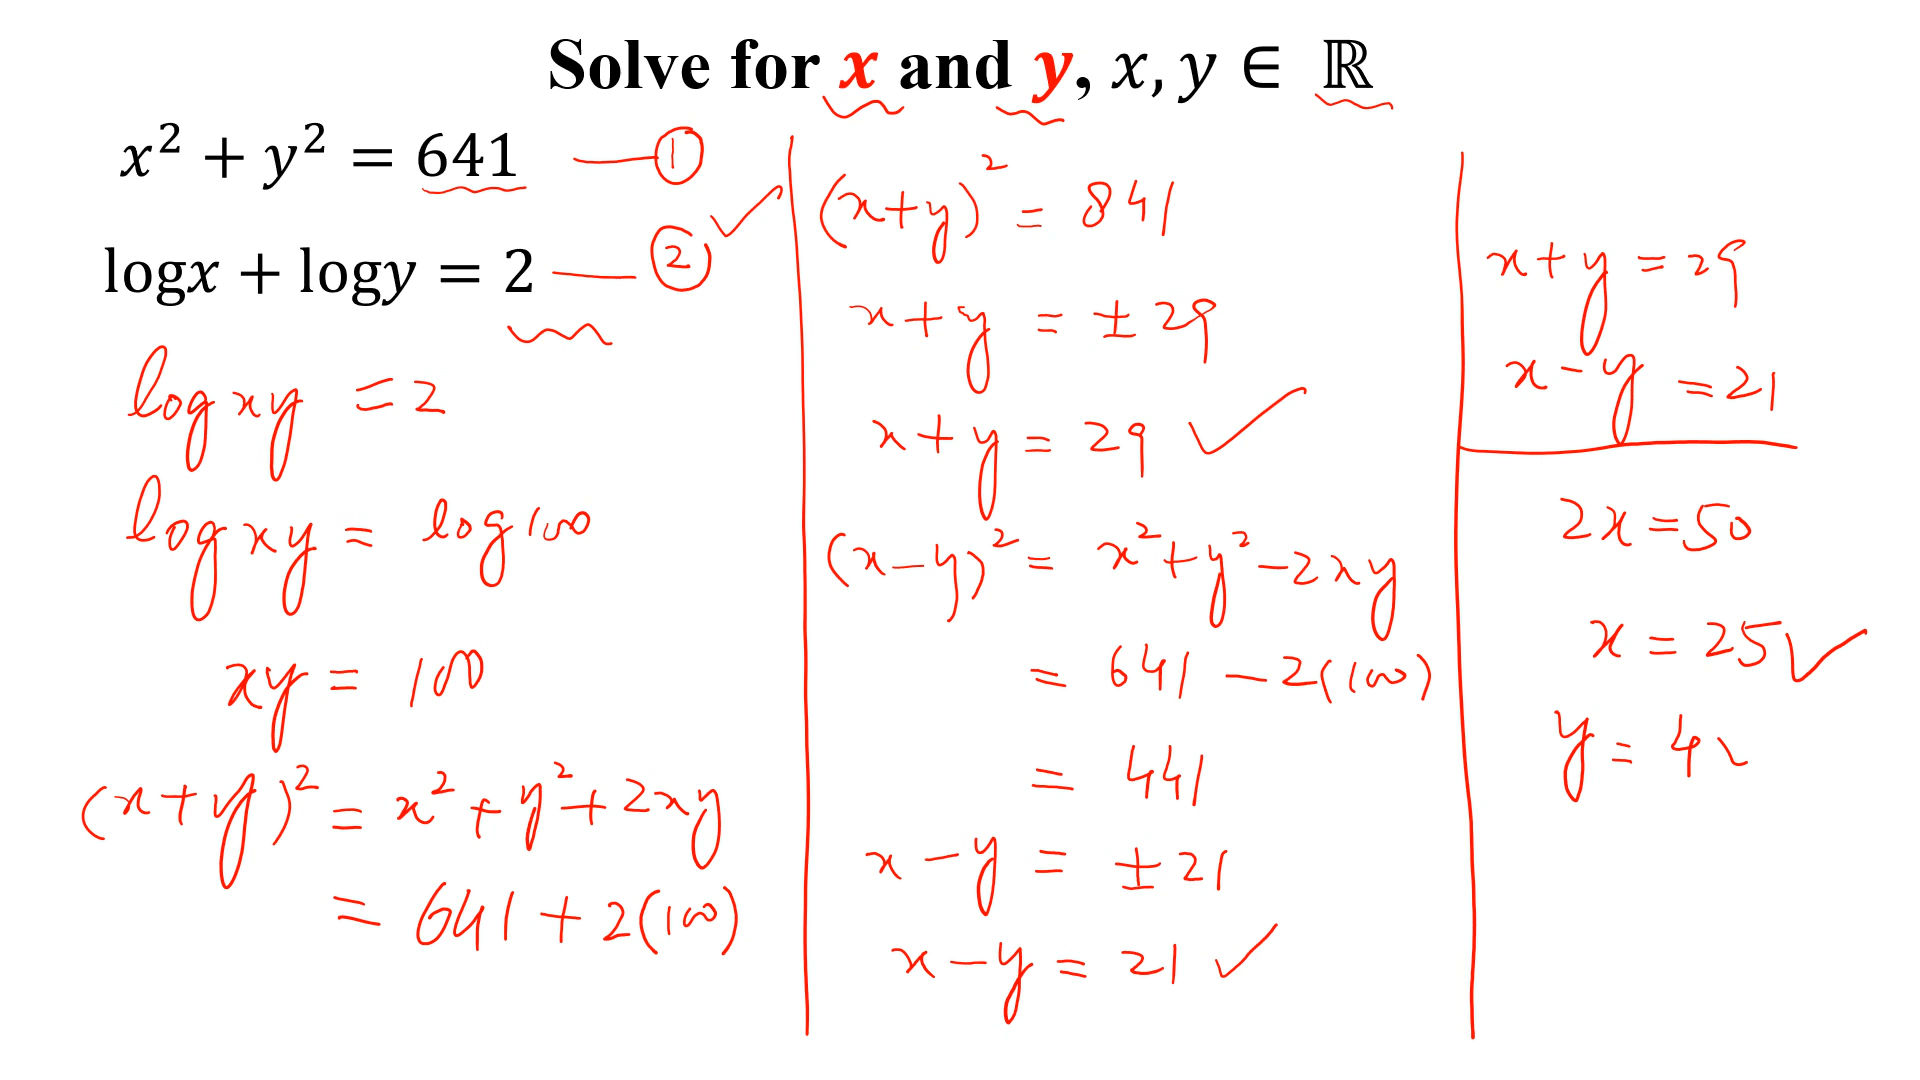 Solve for x and y, x, y ∈ ℝ
x² + y² = 641 — ①
logx + logy = 2 — ②
log xy = 2
log xy = log 100
xy = 100
(x+y)² = x² + y² + 2xy
= 641 + 2(100)
(x+y)² = 841
x+y = ±29
x+y = 29
(x-y)² = x² + y² - 2xy
= 641 - 2(100)
= 441
x-y = ±21
x-y = 21
x+y = 29
x-y = 21
2x = 50
x = 25
y = 4